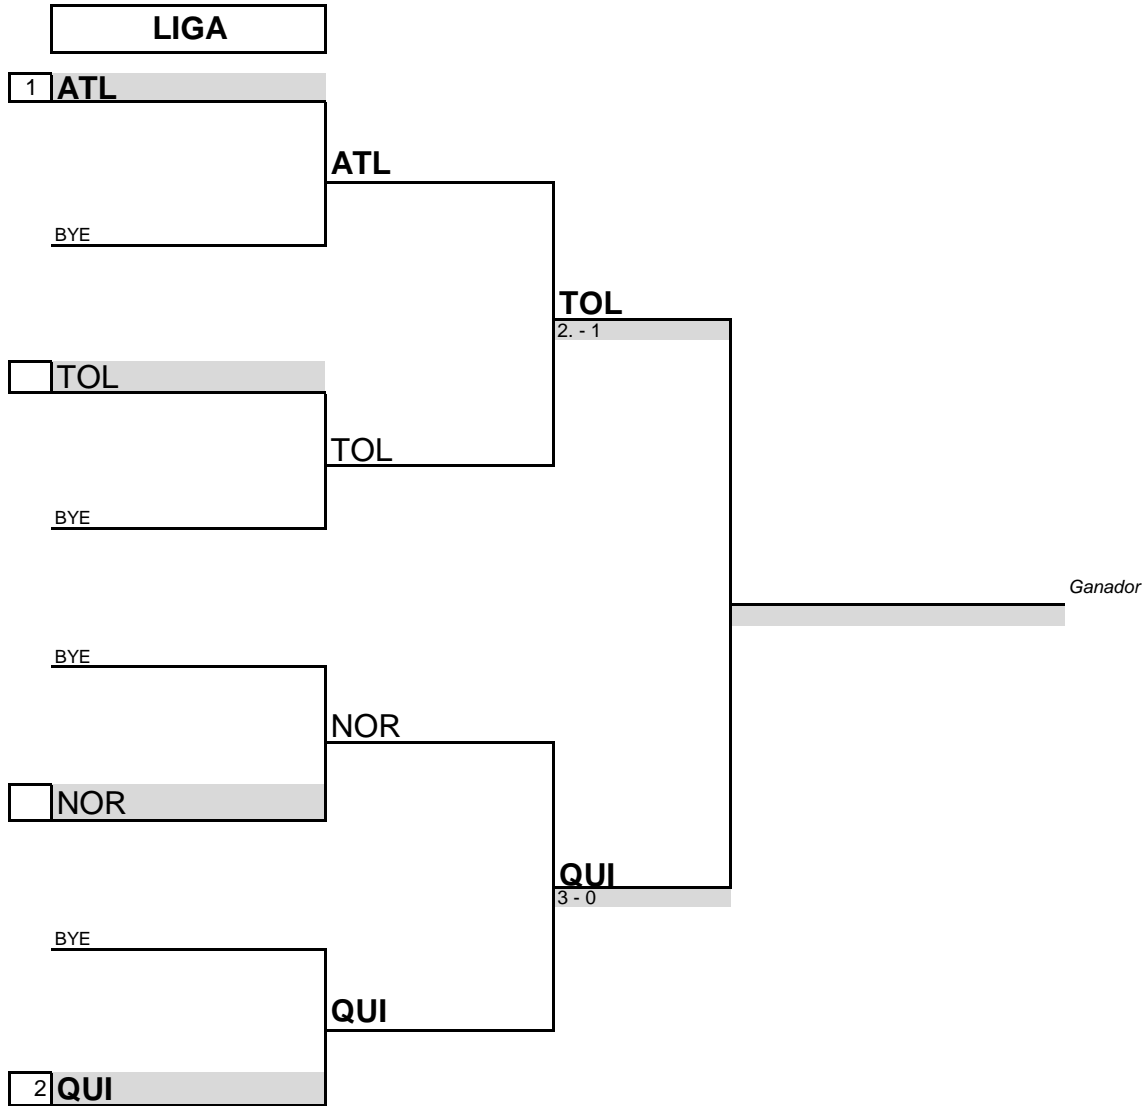 LIGA
1 ATL
ATL
BYE
TOL
2. - 1
TOL
TOL
BYE
Ganador
BYE
NOR
NOR
QUI
3 - 0
BYE
QUI
2 QUI